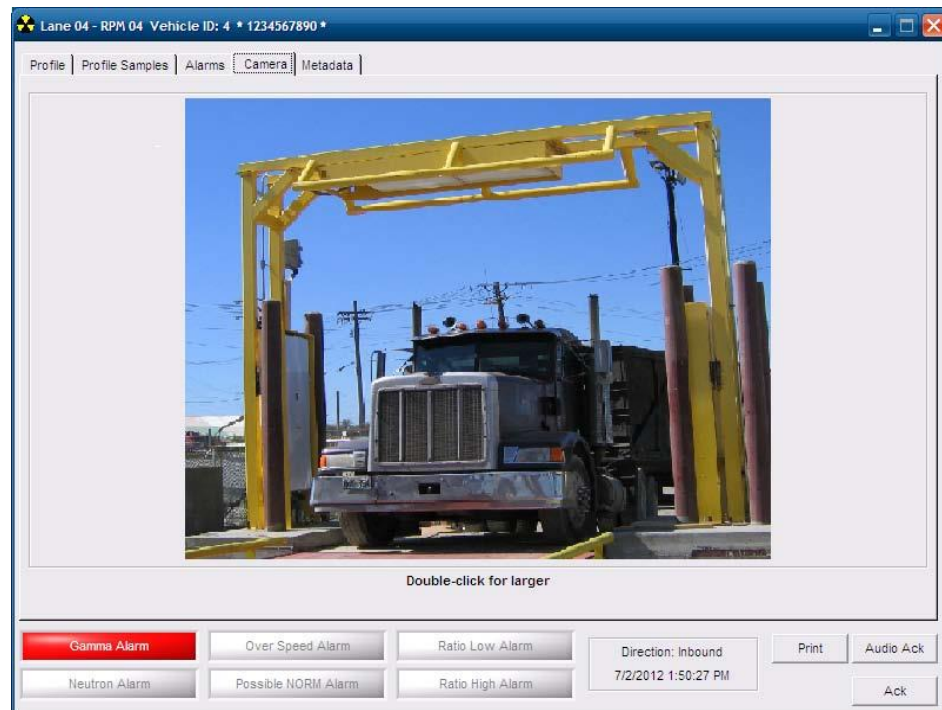 Lane 04 - RPM 04 Vehicle ID: 4 * 1234567890 *
Profile Profile Samples Alarms Camera Metadata
Double-click for larger
Gamma Alarm Over Speed Alarm Ratio Low Alarm Direction: Inbound Print Audio Ack
Neutron Alarm Possible NORM Alarm Ratio High Alarm 7/2/2012 1:50:27 PM Ack